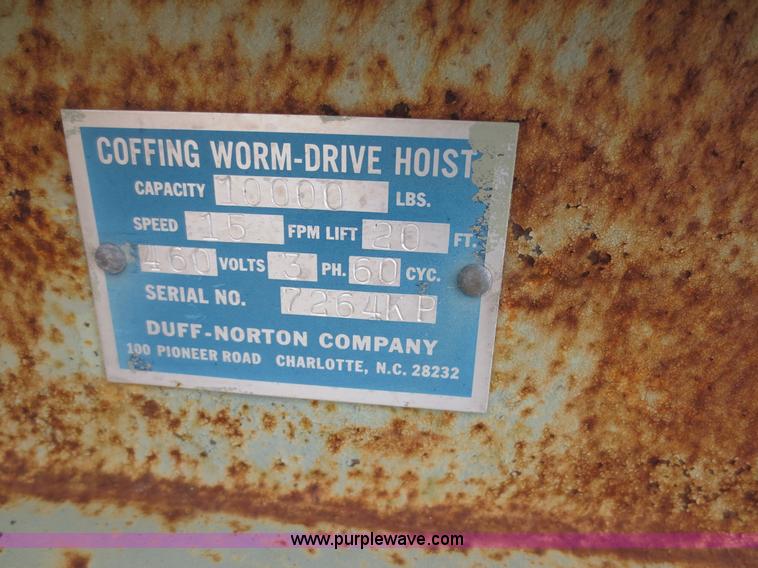 COFFING WORM-DRIVE HOIST
CAPACITY 10000 LBS.
SPEED 15 FPM LIFT 20 FT.
460 VOLTS 3 PH. 60 CYC.
SERIAL NO. 7264KP
DUFF-NORTON COMPANY
100 PIONEER ROAD CHARLOTTE, N.C. 28232
www.purplewave.com